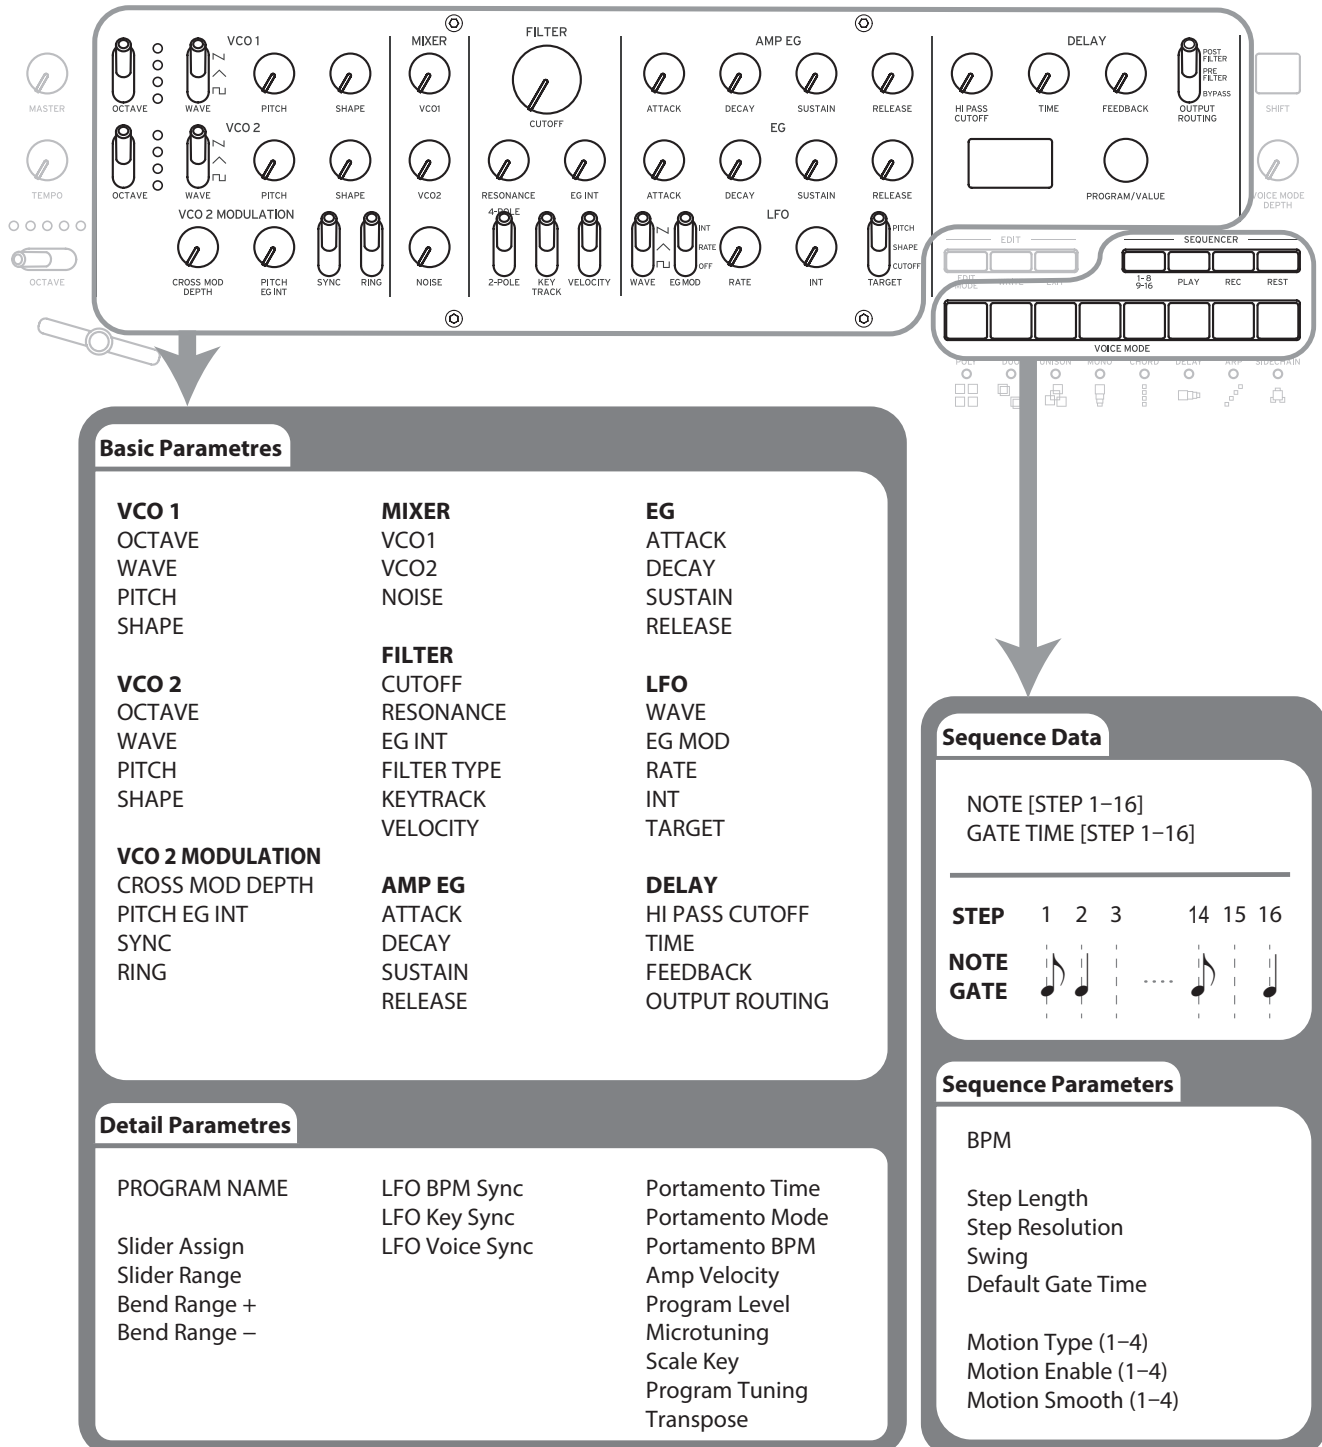 VCO 1
MIXER
FILTER
AMP EG
DELAY
POST FILTER
PRE FILTER
BYPASS
MASTER
OCTAVE
WAVE
PITCH
SHAPE
VCO1
CUTOFF
ATTACK
DECAY
SUSTAIN
RELEASE
HI PASS CUTOFF
TIME
FEEDBACK
OUTPUT ROUTING
SHIFT
VCO 2
EG
TEMPO
OCTAVE
WAVE
PITCH
SHAPE
VCO2
RESONANCE
EG INT
ATTACK
DECAY
SUSTAIN
RELEASE
PROGRAM/VALUE
VOICE MODE DEPTH
VCO 2 MODULATION
4-POLE
LFO
INT
RATE
OFF
PITCH
SHAPE
CUTOFF
OCTAVE
CROSS MOD DEPTH
PITCH EG INT
SYNC
RING
NOISE
2-POLE
KEY TRACK
VELOCITY
WAVE
EG MOD
RATE
INT
TARGET
EDIT
SEQUENCER
EDIT MODE
WRITE
EXIT
1-8
9-16
PLAY
REC
REST
VOICE MODE
POLY
DUO
UNISON
MONO
CHORD
DELAY
ARP
SIDECHAIN
Basic Parametres
VCO 1
OCTAVE
WAVE
PITCH
SHAPE
VCO 2
OCTAVE
WAVE
PITCH
SHAPE
VCO 2 MODULATION
CROSS MOD DEPTH
PITCH EG INT
SYNC
RING
MIXER
VCO1
VCO2
NOISE
FILTER
CUTOFF
RESONANCE
EG INT
FILTER TYPE
KEYTRACK
VELOCITY
AMP EG
ATTACK
DECAY
SUSTAIN
RELEASE
EG
ATTACK
DECAY
SUSTAIN
RELEASE
LFO
WAVE
EG MOD
RATE
INT
TARGET
DELAY
HI PASS CUTOFF
TIME
FEEDBACK
OUTPUT ROUTING
Detail Parametres
PROGRAM NAME
Slider Assign
Slider Range
Bend Range +
Bend Range −
LFO BPM Sync
LFO Key Sync
LFO Voice Sync
Portamento Time
Portamento Mode
Portamento BPM
Amp Velocity
Program Level
Microtuning
Scale Key
Program Tuning
Transpose
Sequence Data
NOTE [STEP 1−16]
GATE TIME [STEP 1−16]
STEP 1 2 3 14 15 16
NOTE
GATE
....
Sequence Parameters
BPM
Step Length
Step Resolution
Swing
Default Gate Time
Motion Type (1−4)
Motion Enable (1−4)
Motion Smooth (1−4)